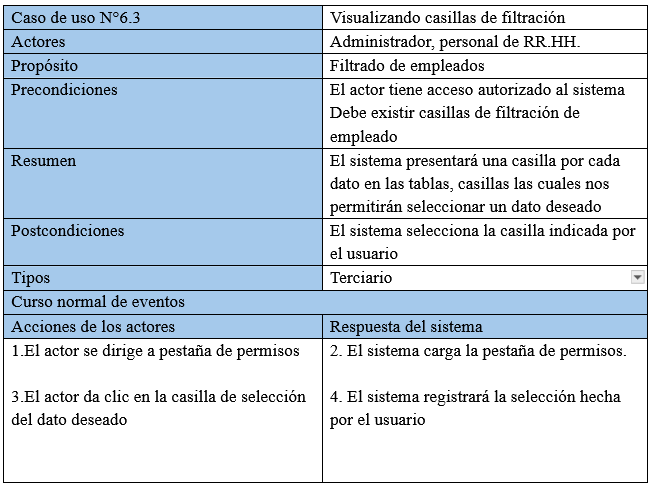 Caso de uso N°6.3
Visualizando casillas de filtración
Actores
Administrador, personal de RR.HH.
Propósito
Filtrado de empleados
Precondiciones
El actor tiene acceso autorizado al sistema
Debe existir casillas de filtración de
empleado
Resumen
El sistema presentará una casilla por cada
dato en las tablas, casillas las cuales nos
permitirán seleccionar un dato deseado
Postcondiciones
El sistema selecciona la casilla indicada por
el usuario
Tipos
Terciario
Curso normal de eventos
Acciones de los actores
Respuesta del sistema
1.El actor se dirige a pestaña de permisos
2. El sistema carga la pestaña de permisos.
3.El actor da clic en la casilla de selección
del dato deseado
4. El sistema registrará la selección hecha
por el usuario